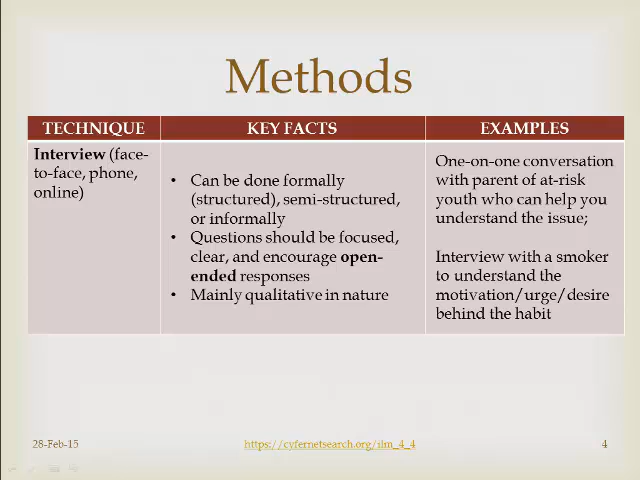 Methods
TECHNIQUE
KEY FACTS
EXAMPLES
Interview (face-
to-face, phone,
online)
• Can be done formally
(structured), semi-structured,
or informally
• Questions should be focused,
clear, and encourage open-
ended responses
• Mainly qualitative in nature
One-on-one conversation
with parent of at-risk
youth who can help you
understand the issue;
Interview with a smoker
to understand the
motivation/urge/desire
behind the habit
28-Feb-15
https://cyfernetsearch.org/ilm_4_4
4